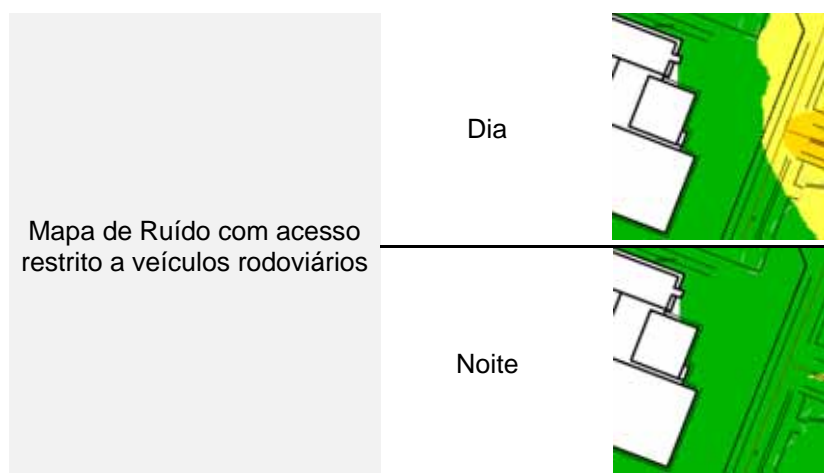 Dia
Mapa de Ruído com acesso
restrito a veículos rodoviários
Noite